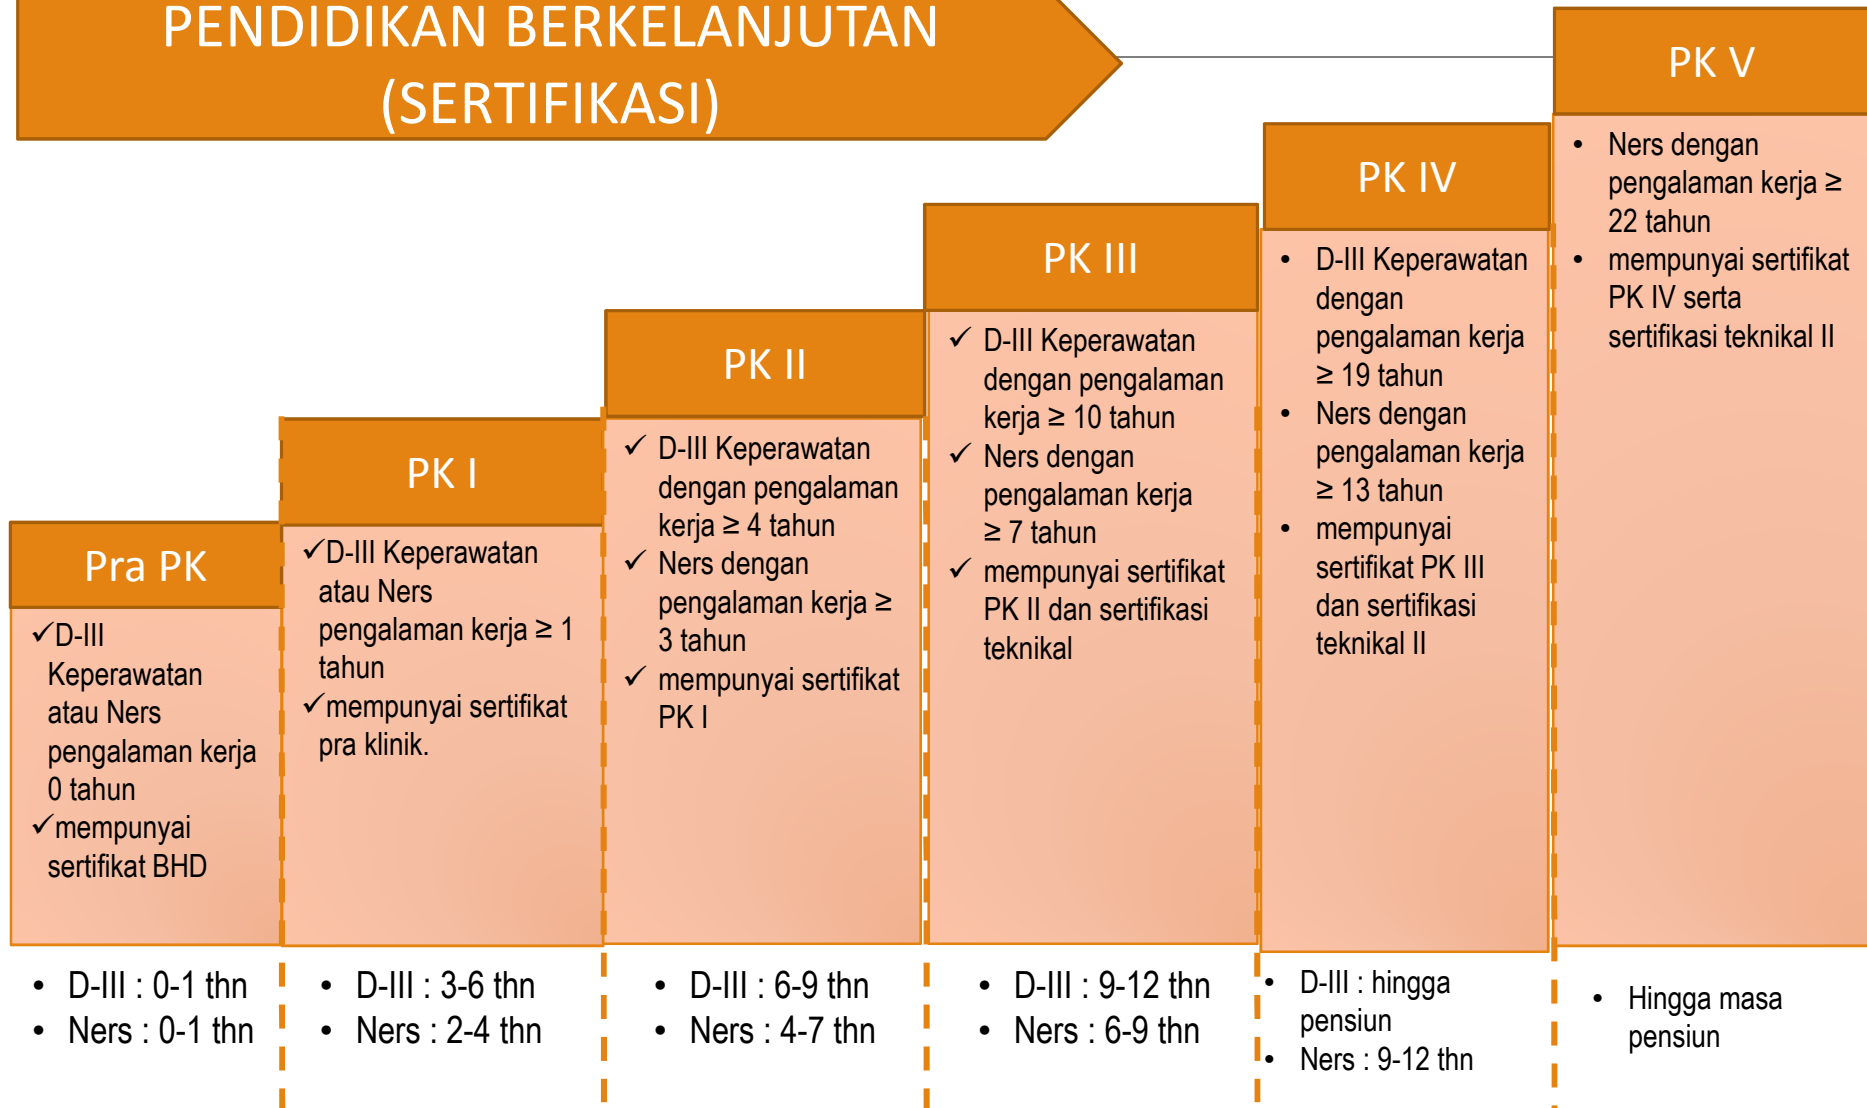 PENDIDIKAN BERKELANJUTAN
(SERTIFIKASI)
Pra PK
✓D-III
Keperawatan
atau Ners
pengalaman kerja
0 tahun
✓mempunyai
sertifikat BHD
• D-III : 0-1 thn
• Ners : 0-1 thn
PK I
✓D-III Keperawatan
atau Ners
pengalaman kerja ≥ 1
tahun
✓mempunyai sertifikat
pra klinik.
• D-III : 3-6 thn
• Ners : 2-4 thn
PK II
✓ D-III Keperawatan
dengan pengalaman
kerja ≥ 4 tahun
✓ Ners dengan
pengalaman kerja ≥
3 tahun
✓ mempunyai sertifikat
PK I
• D-III : 6-9 thn
• Ners : 4-7 thn
PK III
✓ D-III Keperawatan
dengan pengalaman
kerja ≥ 10 tahun
✓ Ners dengan
pengalaman kerja
≥ 7 tahun
✓ mempunyai sertifikat
PK II dan sertifikasi
teknikal
• D-III : 9-12 thn
• Ners : 6-9 thn
PK IV
• D-III Keperawatan
dengan
pengalaman kerja
≥ 19 tahun
• Ners dengan
pengalaman kerja
≥ 13 tahun
• mempunyai
sertifikat PK III
dan sertifikasi
teknikal II
• D-III : hingga
pensiun
• Ners : 9-12 thn
PK V
• Ners dengan
pengalaman kerja ≥
22 tahun
• mempunyai sertifikat
PK IV serta
sertifikasi teknikal II
• Hingga masa
pensiun